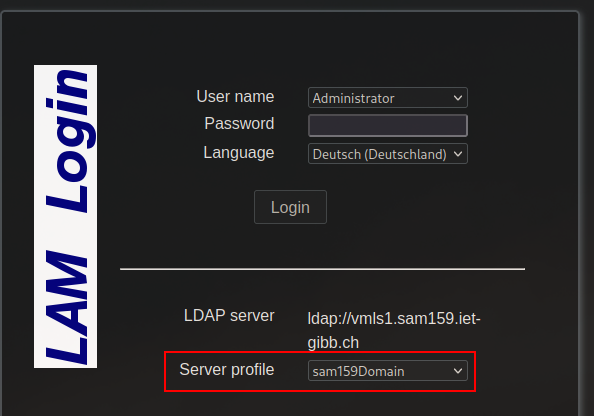 LAM Login
User name Administrator
Password
Language Deutsch (Deutschland)
Login
LDAP server ldap://vmls1.sam159.iet-
gibb.ch
Server profile sam159Domain